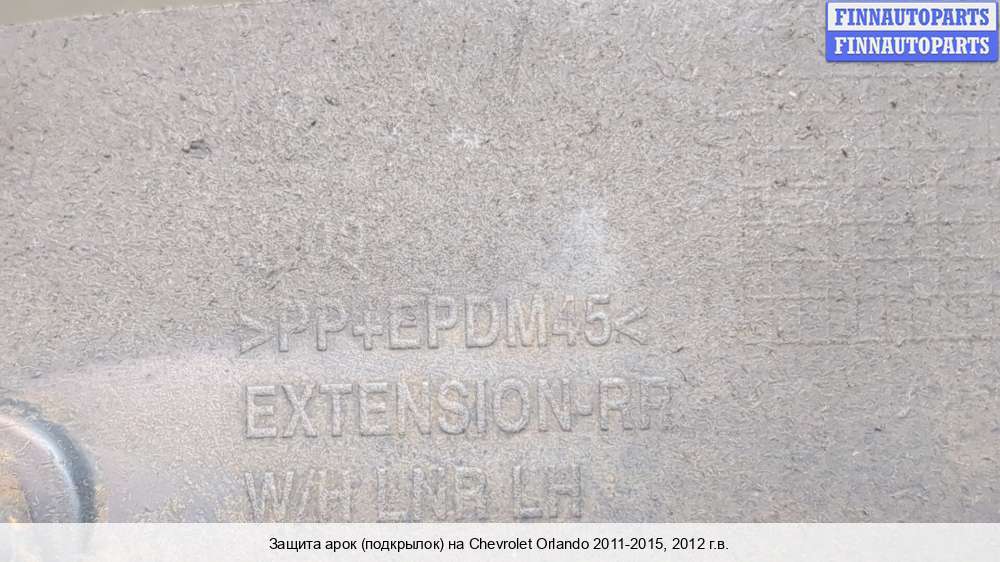 FINNAUTOPARTS
FINNAUTOPARTS
>PP+EPDM45<
EXTENSION-RR
W/H LNR LH
Защита арок (подкрылок) на Chevrolet Orlando 2011-2015, 2012 г.в.